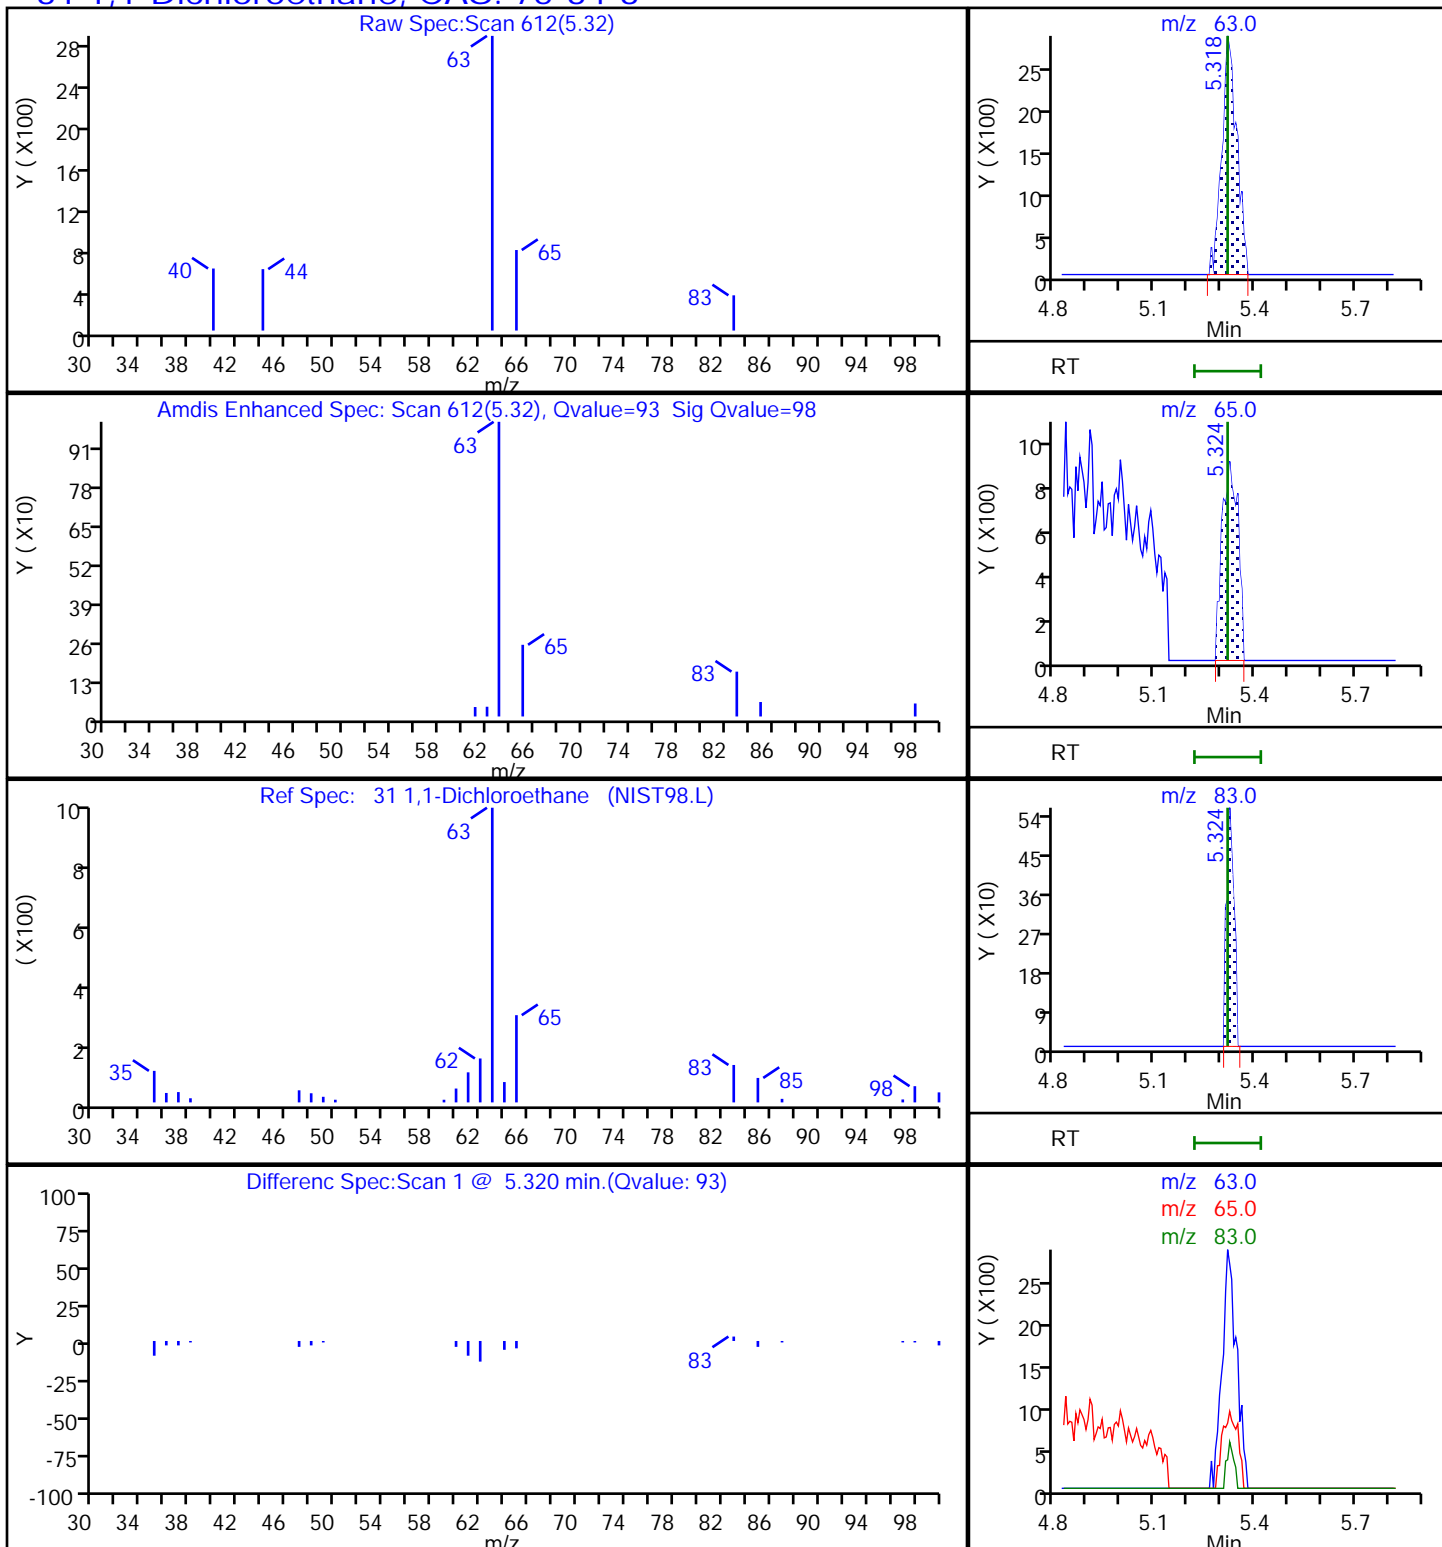 Raw Spec:Scan 612(5.32)
Y ( X100)
28
24
20
16
12
8
4
0
63
65
40
44
83
30 34 38 42 46 50 54 58 62 66 70 74 78 82 86 90 94 98
m/z
m/z 63.0
Y ( X100)
25
20
15
10
5
0
5.318
4.8 5.1 5.4 5.7
Min
RT
Amdis Enhanced Spec: Scan 612(5.32), Qvalue=93 Sig Qvalue=98
Y ( X10)
91
78
65
52
39
26
13
0
63
65
83
30 34 38 42 46 50 54 58 62 66 70 74 78 82 86 90 94 98
m/z
m/z 65.0
Y ( X100)
10
8
6
4
2
0
5.324
4.8 5.1 5.4 5.7
Min
RT
Ref Spec: 31 1,1-Dichloroethane (NIST98.L)
( X100)
10
8
6
4
2
0
63
65
35
62
83
85
98
30 34 38 42 46 50 54 58 62 66 70 74 78 82 86 90 94 98
m/z 83.0
Y ( X10)
54
45
36
27
18
9
0
5.324
4.8 5.1 5.4 5.7
Min
RT
Differenc Spec:Scan 1 @ 5.320 min.(Qvalue: 93)
Y
100
75
50
25
0
-25
-50
-75
-100
83
30 34 38 42 46 50 54 58 62 66 70 74 78 82 86 90 94 98
m/z
m/z 63.0
m/z 65.0
m/z 83.0
Y ( X100)
25
20
15
10
5
0
4.8 5.1 5.4 5.7
Min